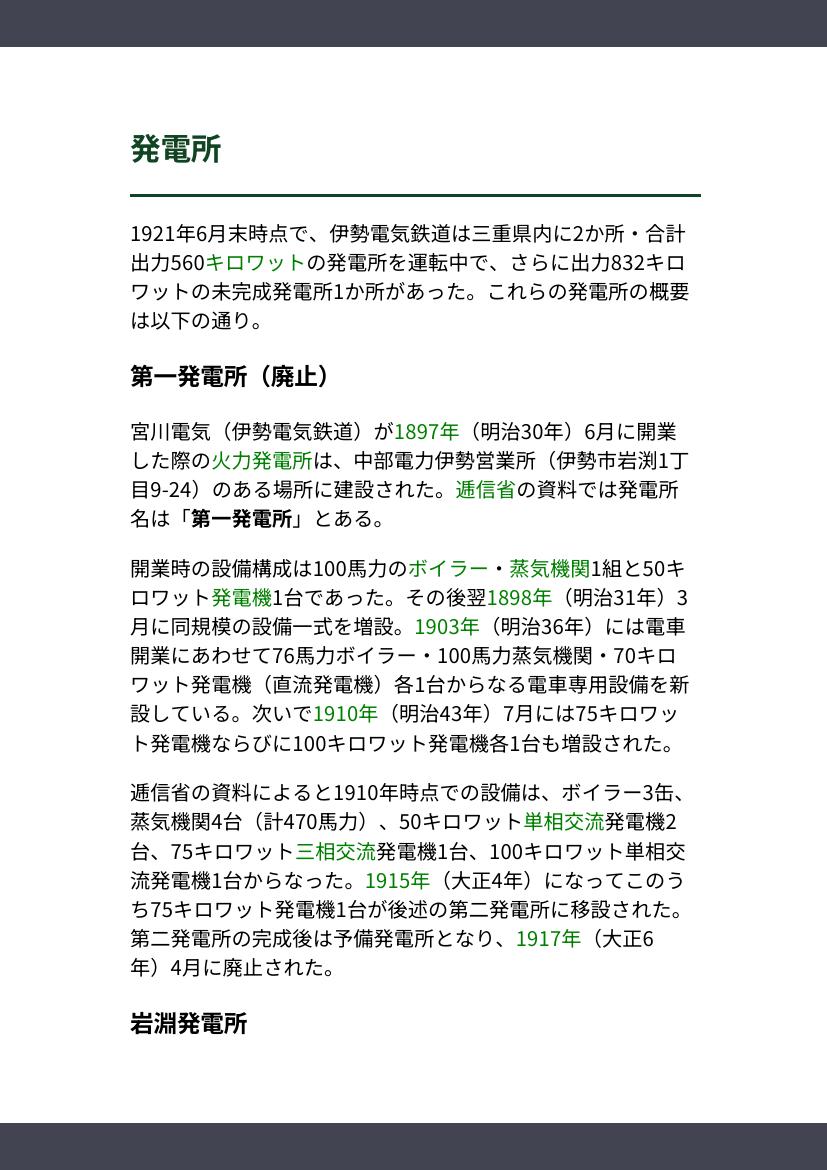 発電所
1921年6月末時点で、伊勢電気鉄道は三重県内に2か所・合計
出力560キロワットの発電所を運転中で、さらに出力832キロ
ワットの未完成発電所1か所があった。これらの発電所の概要
は以下の通り。
第一発電所（廃止）
宮川電気（伊勢電気鉄道）が1897年（明治30年）6月に開業
した際の火力発電所は、中部電力伊勢営業所（伊勢市岩渕1丁
目9-24）のある場所に建設された。逓信省の資料では発電所
名は「第一発電所」とある。
開業時の設備構成は100馬力のボイラー・蒸気機関1組と50キ
ロワット発電機1台であった。その後翌1898年（明治31年）3
月に同規模の設備一式を増設。1903年（明治36年）には電車
開業にあわせて76馬力ボイラー・100馬力蒸気機関・70キロ
ワット発電機（直流発電機）各1台からなる電車専用設備を新
設している。次いで1910年（明治43年）7月には75キロワッ
ト発電機ならびに100キロワット発電機各1台も増設された。
逓信省の資料によると1910年時点での設備は、ボイラー3缶、
蒸気機関4台（計470馬力）、50キロワット単相交流発電機2
台、75キロワット三相交流発電機1台、100キロワット単相交
流発電機1台からなった。1915年（大正4年）になってこのう
ち75キロワット発電機1台が後述の第二発電所に移設された。
第二発電所の完成後は予備発電所となり、1917年（大正6
年）4月に廃止された。
岩淵発電所